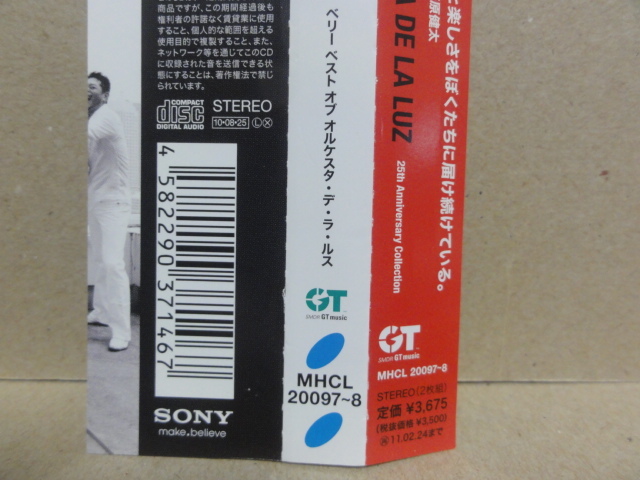 商品ですが、この期間経過後も
権利者の許諾なく賃貸業に使用
すること、個人的な範囲を超える
使用目的で複製すること、また、
ネットワーク等を通じてこのCD
に収録された音を送信できる状
態にすることは、著作権法で禁じ
られています。
COMPACT
disc
DIGITAL AUDIO
STEREO
10・08・25
4 582290 371467
SONY
make.believe
ベリー ベスト オブ オルケスタ・デ・ラ・ルス
GT
SMDR GT music
MHCL
20097~8
DE LA LUZ
25th Anniversary Collection
楽しさをぼくたちに届け続けている。
原健太
GT
SMDR GT music
MHCL 20097~8
STEREO(2枚組)
定価 ¥3,675
(税抜価格 ¥3,500)
11.02.24まで